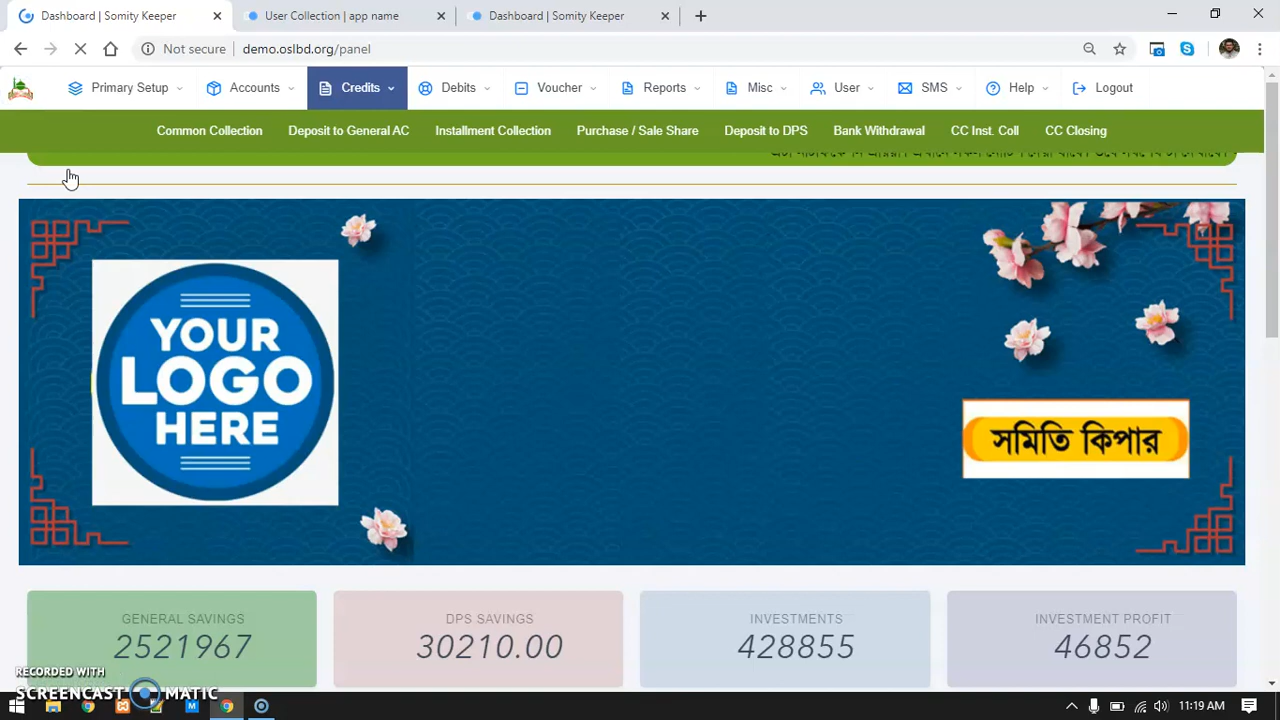 Dashboard | Somity Keeper
User Collection | app name
Dashboard | Somity Keeper
Not secure
demo.oslbd.org/panel
Primary Setup
Accounts
Credits
Debits
Voucher
Reports
Misc
User
SMS
Help
Logout
Common Collection
Deposit to General AC
Installment Collection
Purchase / Sale Share
Deposit to DPS
Bank Withdrawal
CC Inst. Coll
CC Closing
YOUR
LOGO
HERE
সমিতি কিপার
GENERAL SAVINGS
2521967
DPS SAVINGS
30210.00
INVESTMENTS
428855
INVESTMENT PROFIT
46852
RECORDED WITH
SCREENCAST MATIC
11:19 AM